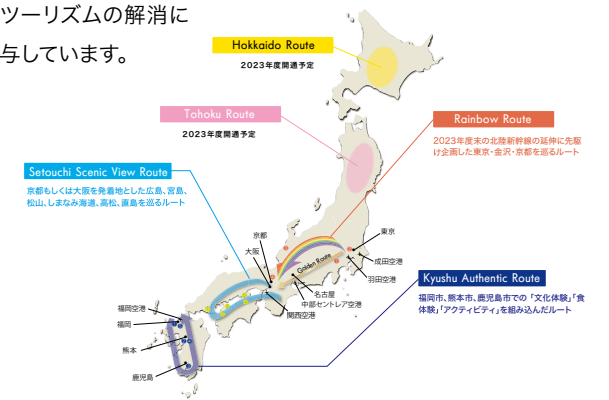 ツーリズムの解消に
与しています。
Hokkaido Route
2023年度開通予定
Tohoku Route
2023年度開通予定
Rainbow Route
2023年度末の北陸新幹線の延伸に先駆
け企画した東京・金沢・京都を巡るルート
Setouchi Scenic View Route
京都もしくは大阪を発着地とした広島、宮島、
松山、しまなみ海道、高松、直島を巡るルート
京都
大阪
東京
成田空港
羽田空港
Golden Route
名古屋
中部セントレア空港
関西空港
Kyushu Authentic Route
福岡市、熊本市、鹿児島市での「文化体験」「食
体験」「アクティビティ」を組み込んだルート
福岡空港
福岡
熊本
鹿児島